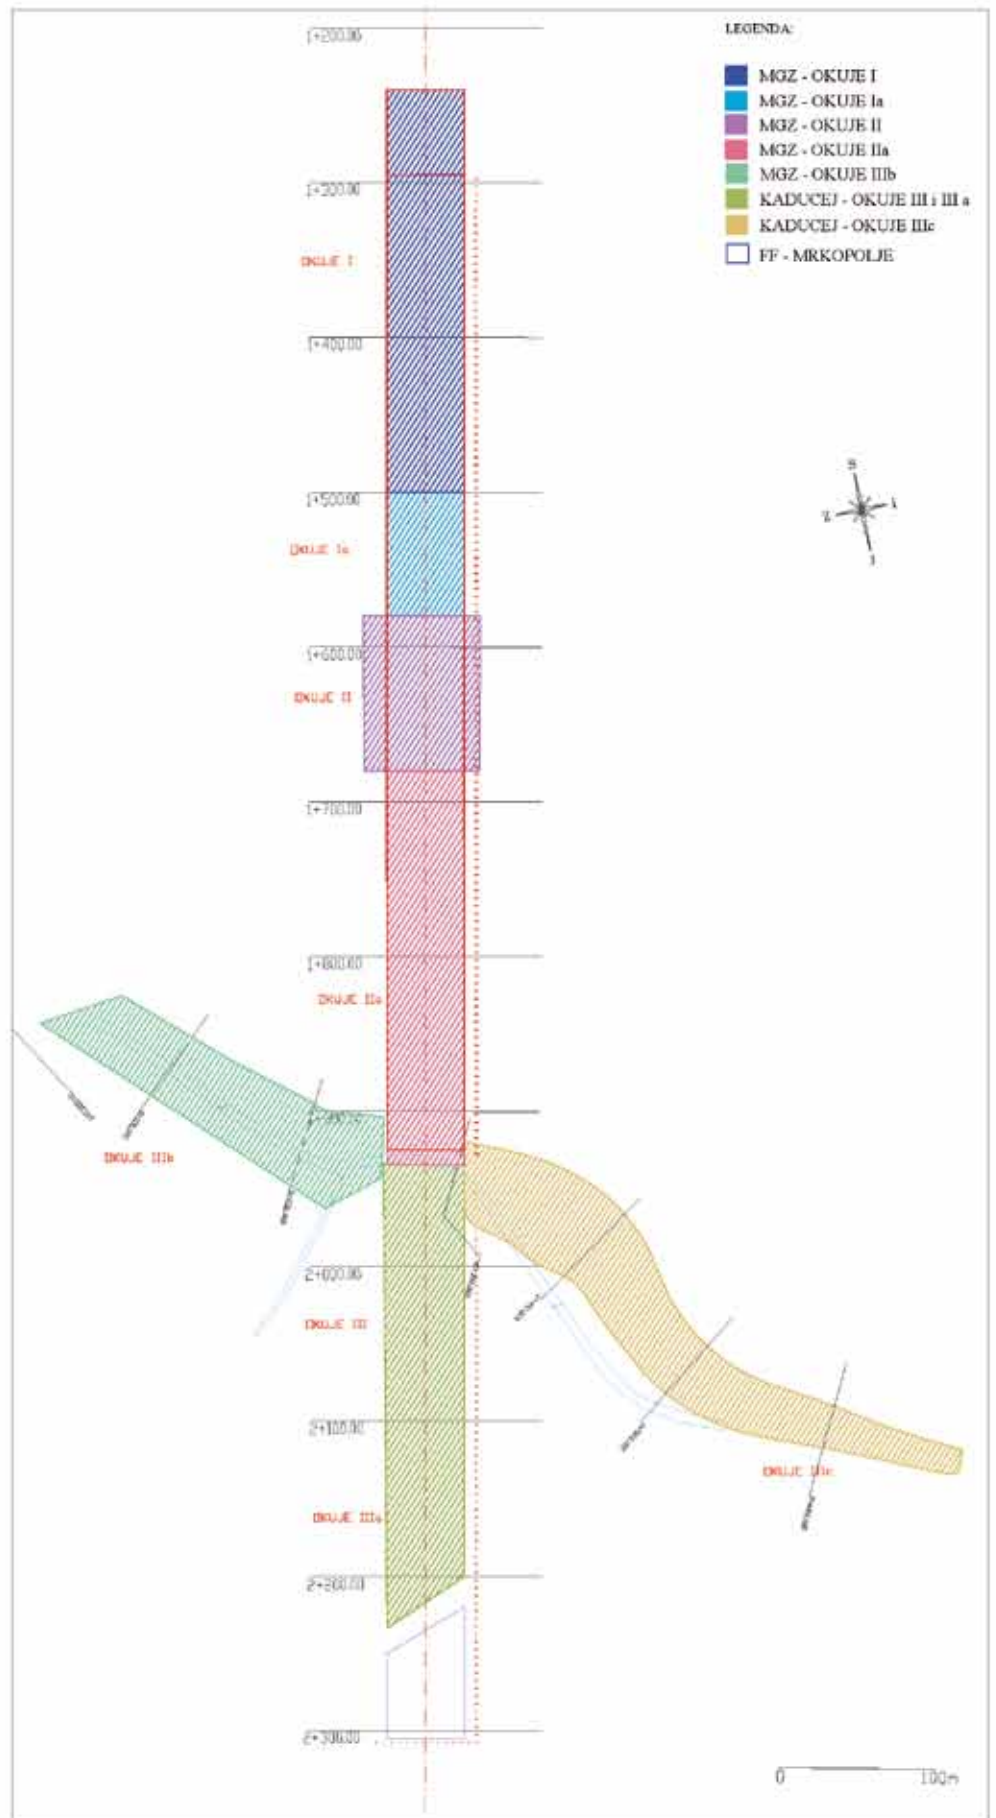 1+200.00
LEGENDA:
MGZ - OKUJE I
MGZ - OKUJE Ia
MGZ - OKUJE II
MGZ - OKUJE IIa
MGZ - OKUJE IIIb
KADUCEJ - OKUJE III i III a
KADUCEJ - OKUJE IIIc
FF - MRKOPOLJE
1+300.00
OKUJE I
1+400.00
S
Z
I
J
1+500.00
OKUJE Ia
1+600.00
OKUJE II
1+700.00
1+800.00
OKUJE IIa
OKUJE IIIb
2+000.00
OKUJE III
2+100.00
OKUJE IIIc
OKUJE IIIa
2+200.00
2+300.00
0 100m